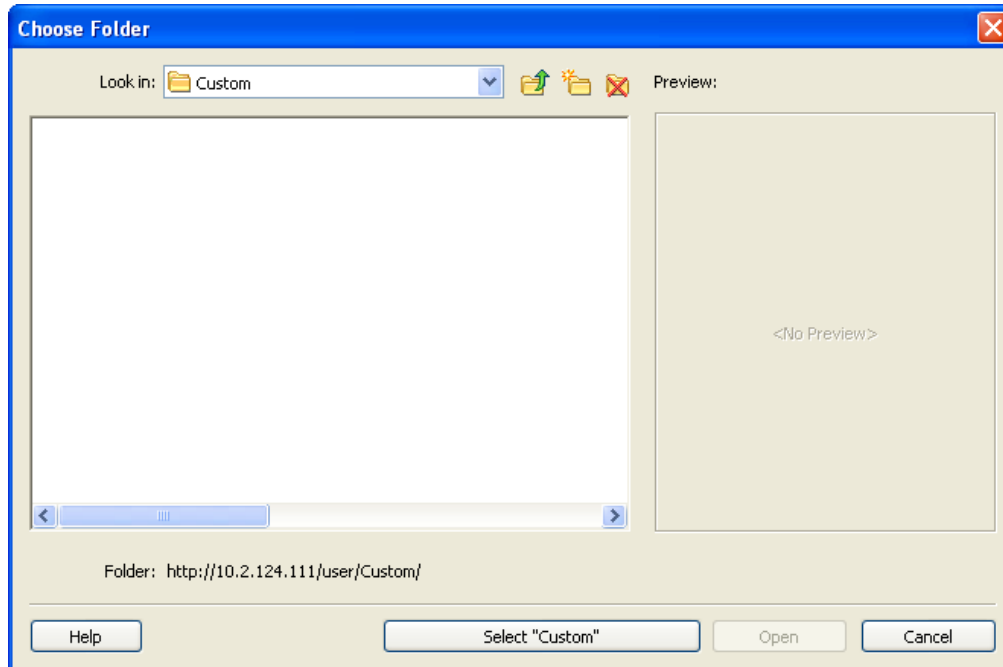 Choose Folder
Look in: Custom Preview:
<No Preview>
Folder: http://10.2.124.111/user/Custom/
Help Select "Custom" Open Cancel